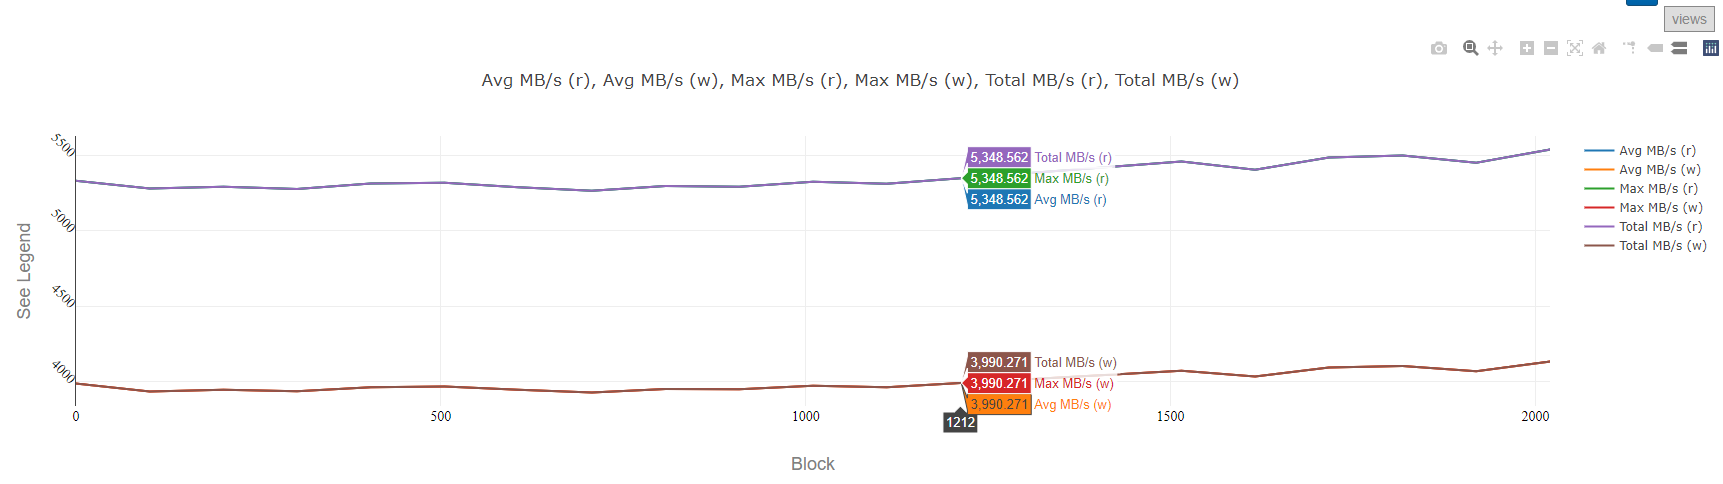 views
Avg MB/s (r), Avg MB/s (w), Max MB/s (r), Max MB/s (w), Total MB/s (r), Total MB/s (w)
See Legend
5500
5000
4500
4000
5,348.562 Total MB/s (r)
5,348.562 Max MB/s (r)
5,348.562 Avg MB/s (r)
3,990.271 Total MB/s (w)
3,990.271 Max MB/s (w)
3,990.271 Avg MB/s (w)
0 500 1000 1500 2000
1212
Block
Avg MB/s (r)
Avg MB/s (w)
Max MB/s (r)
Max MB/s (w)
Total MB/s (r)
Total MB/s (w)